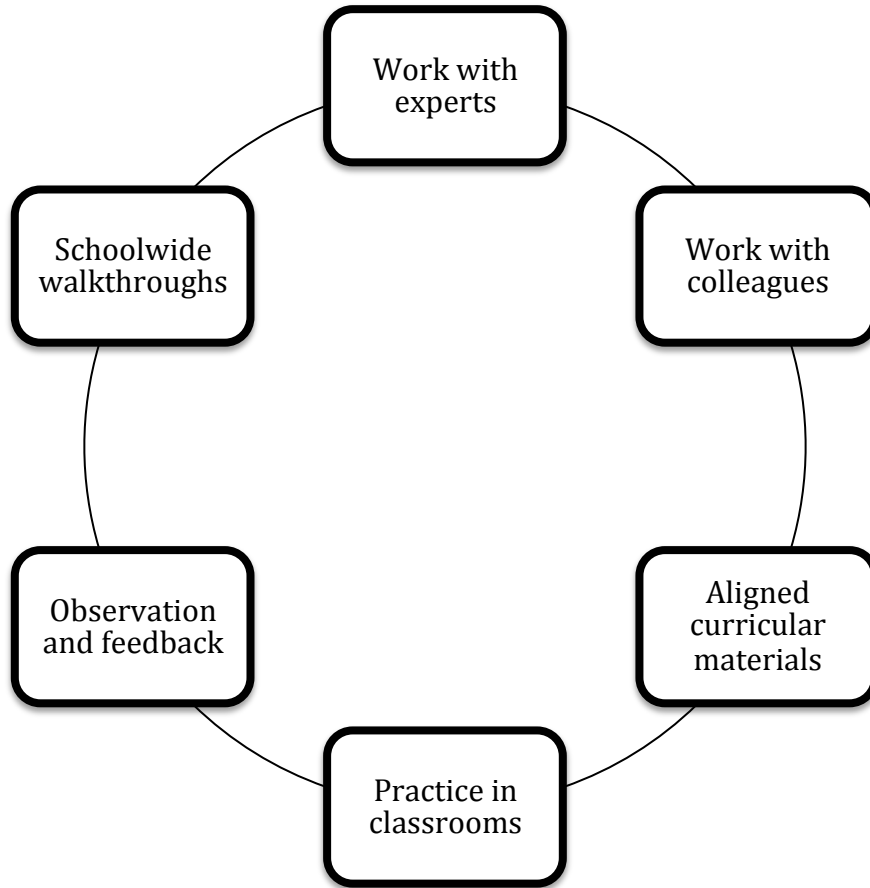 Work with
experts
Work with
colleagues
Aligned
curricular
materials
Practice in
classrooms
Observation
and feedback
Schoolwide
walkthroughs